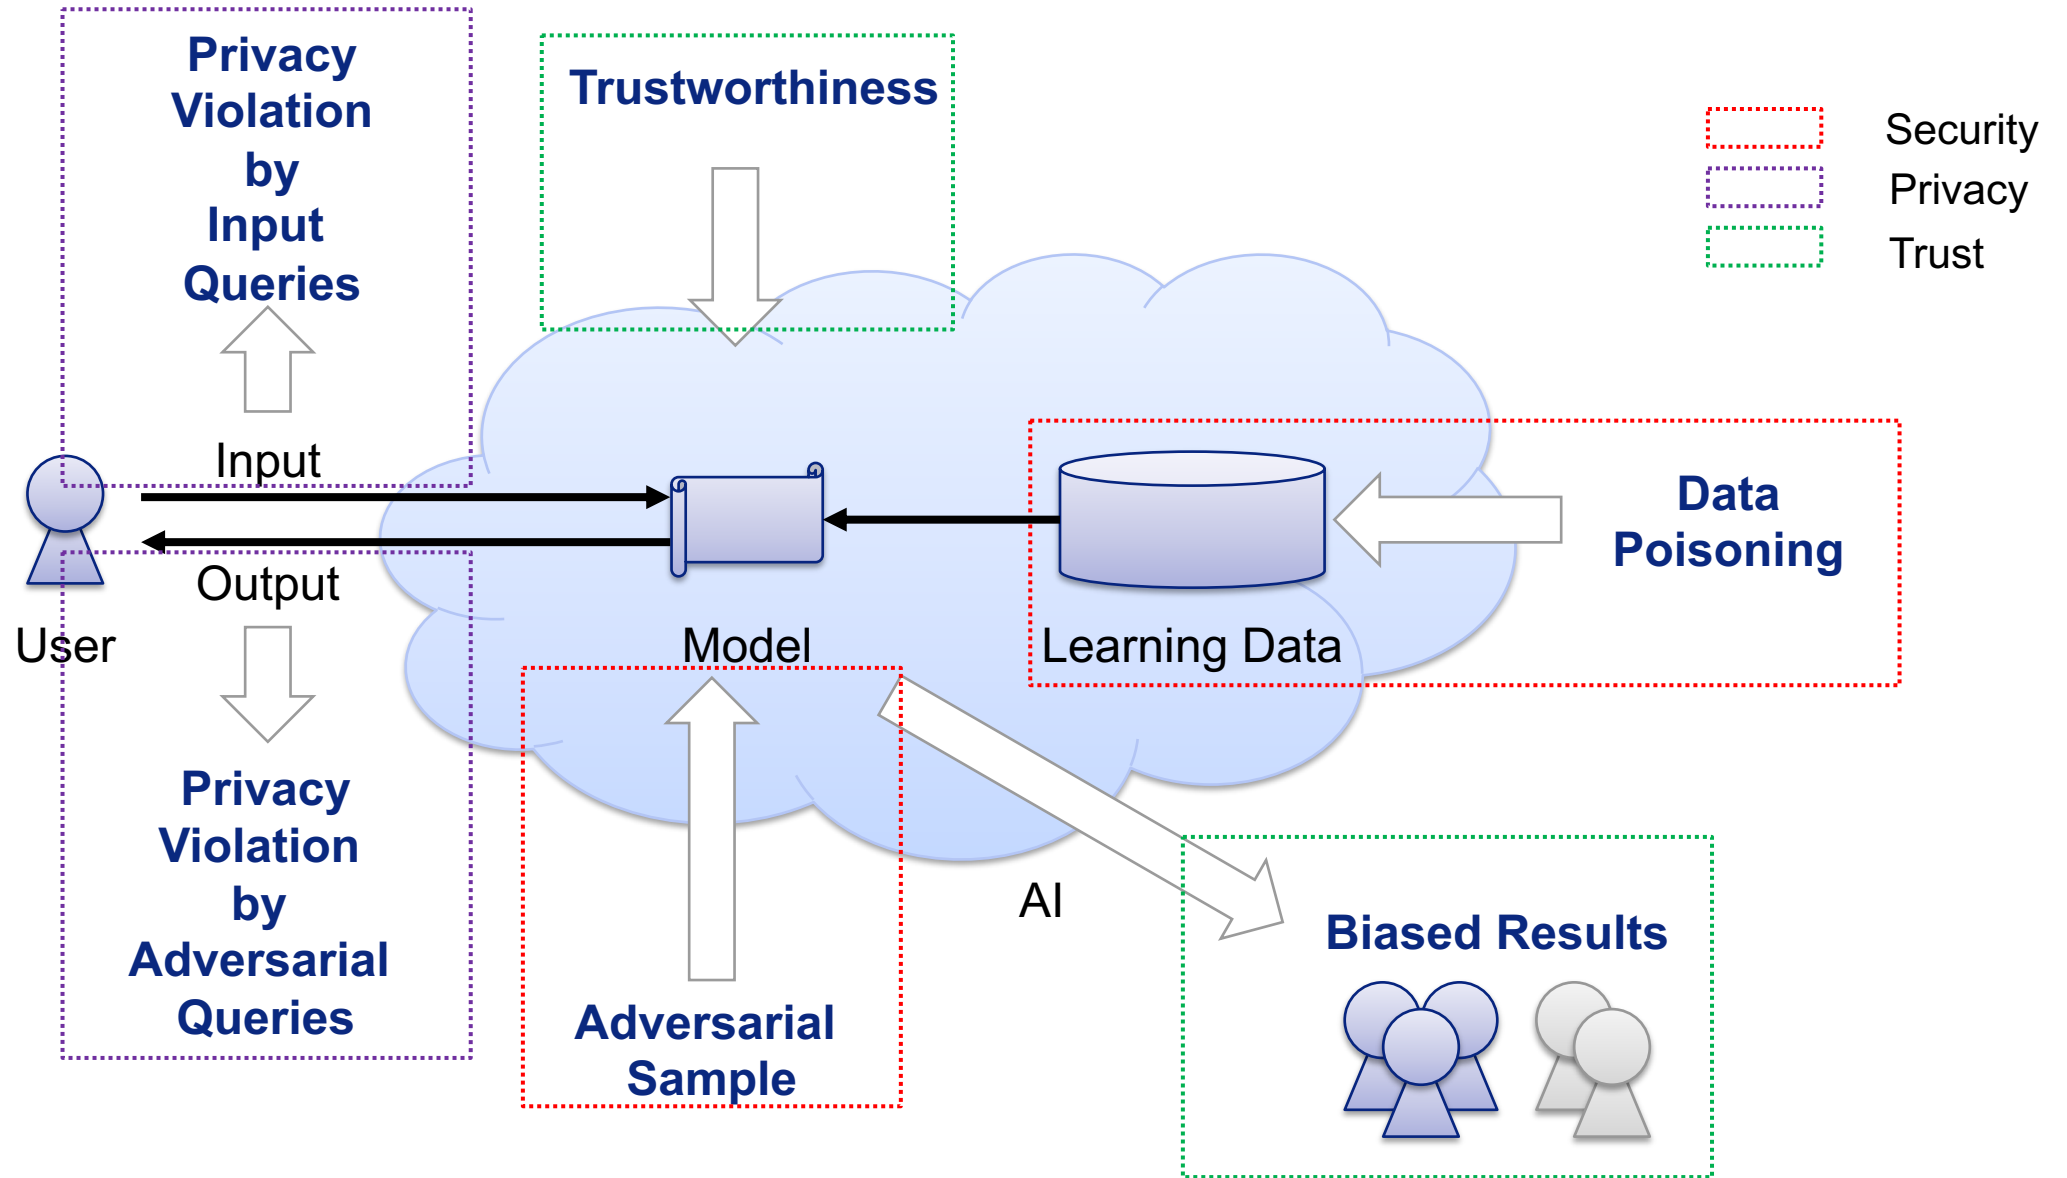 Privacy
Violation
by
Input
Queries
Trustworthiness
Security
Privacy
Trust
Input
Output
User
Model
Learning Data
Data
Poisoning
Privacy
Violation
by
Adversarial
Queries
Adversarial
Sample
AI
Biased Results